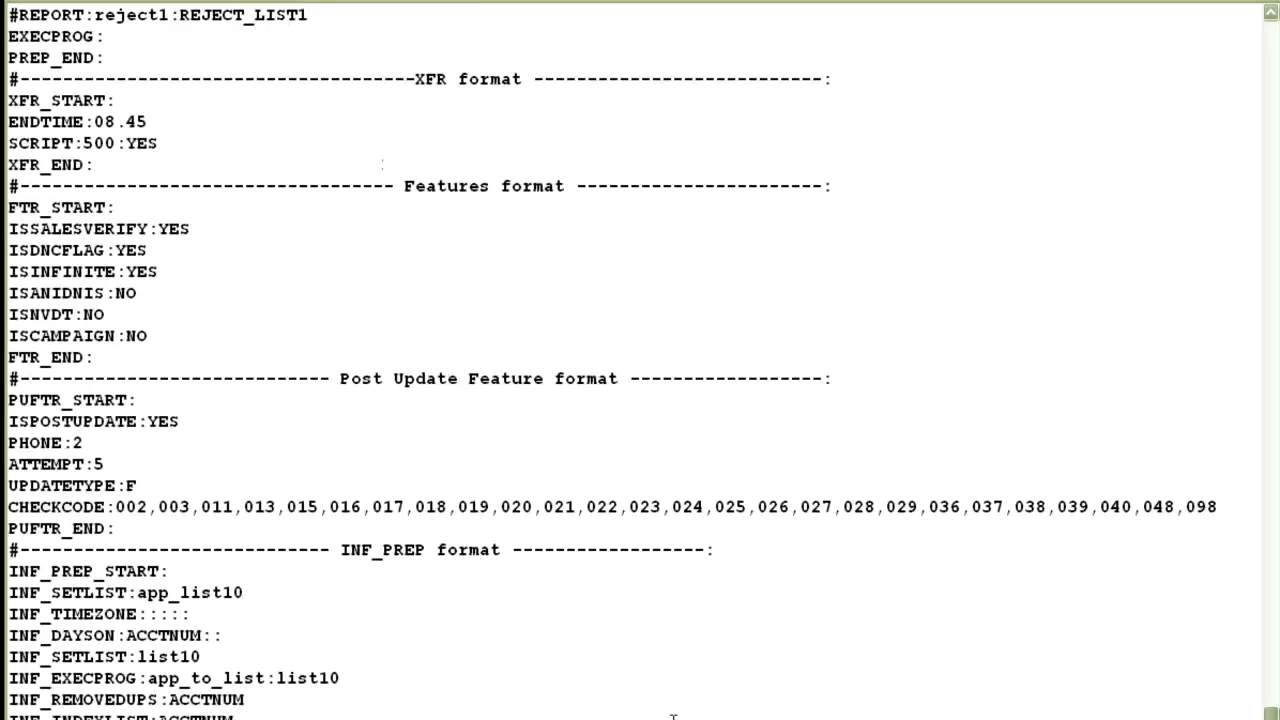 #REPORT:reject1:REJECT_LIST1
EXECPROG:
PREP_END:
#-------------------------------------XFR format ---------------------------:
XFR_START:
ENDTIME:08.45
SCRIPT:500:YES
XFR_END:
#----------------------------------- Features format -----------------------:
FTR_START:
ISSALESVERIFY:YES
ISDNCFLAG:YES
ISINFINITE:YES
ISANIDNIS:NO
ISNVDT:NO
ISCAMPAIGN:NO
FTR_END:
#----------------------------- Post Update Feature format ------------------:
PUFTR_START:
ISPOSTUPDATE:YES
PHONE:2
ATTEMPT:5
UPDATETYPE:F
CHECKCODE:002,003,011,013,015,016,017,018,019,020,021,022,023,024,025,026,027,028,029,036,037,038,039,040,048,098
PUFTR_END:
#----------------------------- INF_PREP format ------------------:
INF_PREP_START:
INF_SETLIST:app_list10
INF_TIMEZONE:::::
INF_DAYSON:ACCTNUM::
INF_SETLIST:list10
INF_EXECPROG:app_to_list:list10
INF_REMOVEDUPS:ACCTNUM
INF_INDEXLIST:ACCTNUM